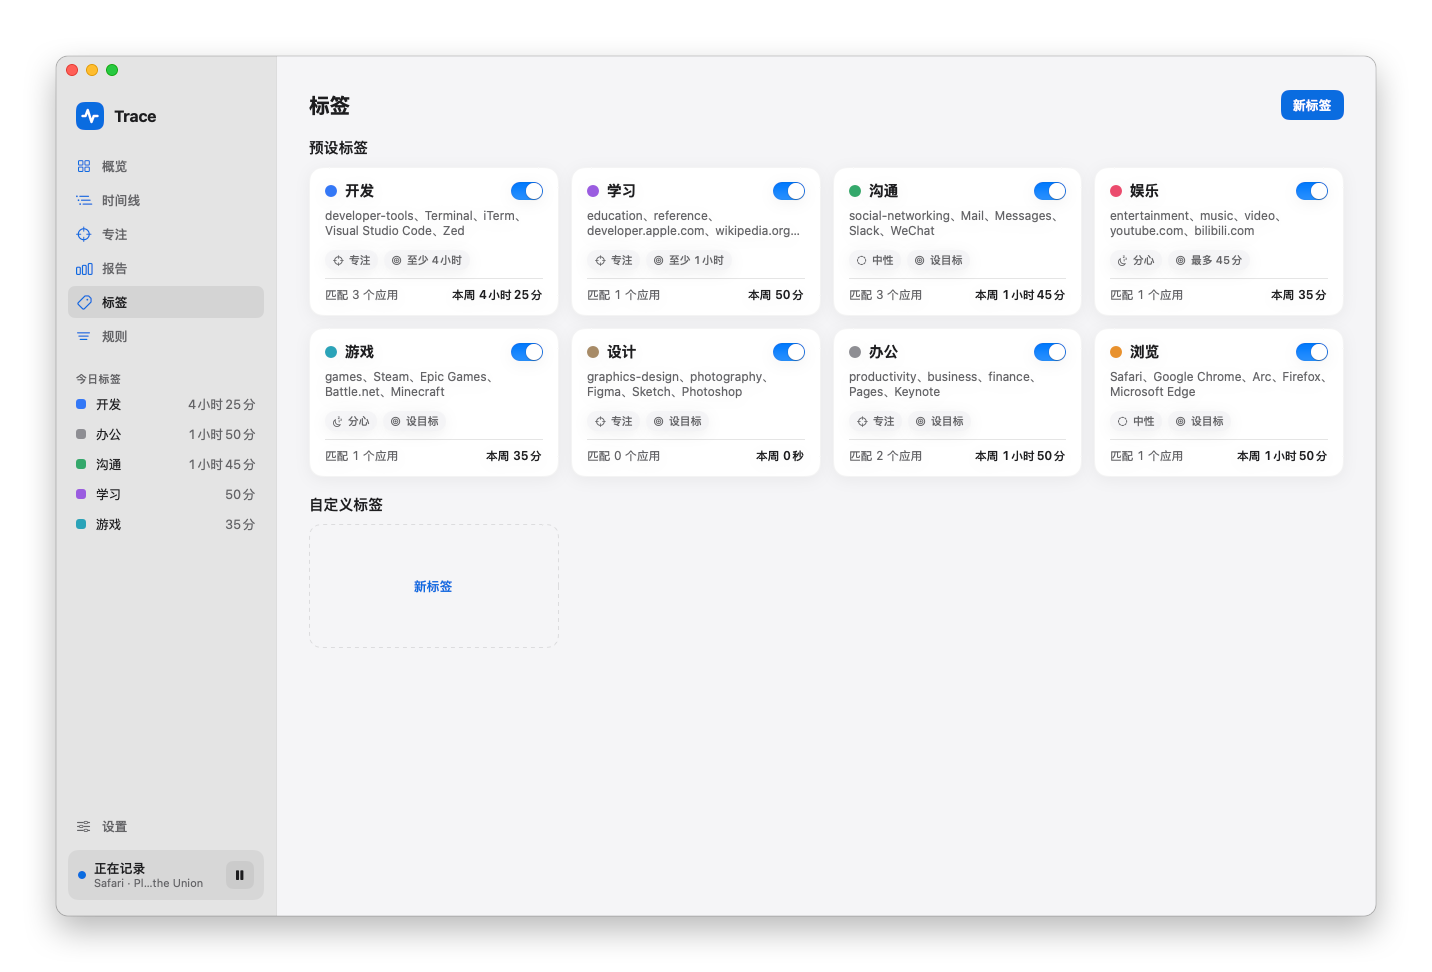 Trace
概览
时间线
专注
报告
标签
规则
今日标签
开发 4小时25分
办公 1小时50分
沟通 1小时45分
学习 50分
游戏 35分
设置
正在记录
Safari · Pl...the Union
标签
新标签
预设标签
开发
developer-tools、Terminal、iTerm、
Visual Studio Code、Zed
专注 至少 4小时
匹配 3 个应用 本周 4小时25分
学习
education、reference、
developer.apple.com、wikipedia.org...
专注 至少 1小时
匹配 1 个应用 本周 50分
沟通
social-networking、Mail、Messages、
Slack、WeChat
中性 设目标
匹配 3 个应用 本周 1小时45分
娱乐
entertainment、music、video、
youtube.com、bilibili.com
分心 最多 45分
匹配 1 个应用 本周 35分
游戏
games、Steam、Epic Games、
Battle.net、Minecraft
分心 设目标
匹配 1 个应用 本周 35分
设计
graphics-design、photography、
Figma、Sketch、Photoshop
专注 设目标
匹配 0 个应用 本周 0秒
办公
productivity、business、finance、
Pages、Keynote
专注 设目标
匹配 2 个应用 本周 1小时50分
浏览
Safari、Google Chrome、Arc、Firefox、
Microsoft Edge
中性 设目标
匹配 1 个应用 本周 1小时50分
自定义标签
新标签